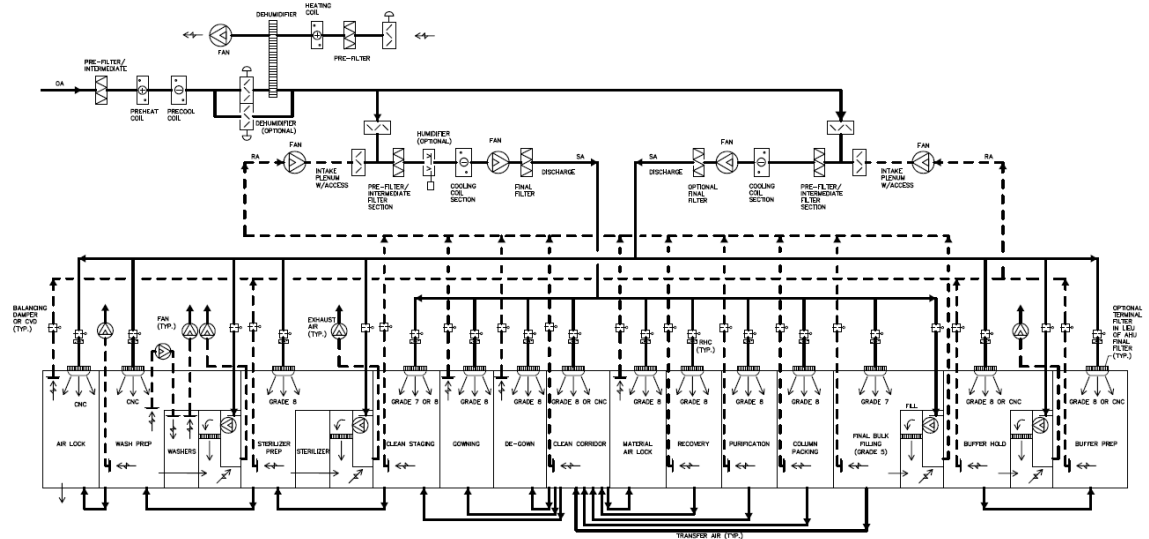 DEHUMIDIFIER
HEATING
COIL
FAN
PRE-FILTER
PRE-FILTER/
INTERMEDIATE
OA
PREHEAT
COIL
PRECOOL
COIL
DEHUMIDIFIER
(OPTIONAL)
RA
FAN
INTAKE
PLENUM
W/ACCESS
PRE-FILTER/
INTERMEDIATE
FILTER
SECTION
HUMIDIFIER
(OPTIONAL)
COOLING
COIL
SECTION
FAN
FINAL
FILTER
SA
DISCHARGE
SA
DISCHARGE
OPTIONAL
FINAL
FILTER
FAN
COOLING
COIL
SECTION
PRE-FILTER/
INTERMEDIATE
FILTER
SECTION
INTAKE
PLENUM
W/ACCESS
FAN
RA
BALANCING
DAMPER
OR CVD
(TYP.)
FAN
(TYP.)
EXHAUST
AIR (TYP.)
RHC
(TYP.)
OPTIONAL
TERMINAL
FILTER
IN LIEU
OF AHU
FINAL
FILTER
(TYP.)
CNC
CNC
GRADE 8
GRADE 7 OR 8
GRADE 8
GRADE 8
GRADE 8 OR CNC
GRADE 8
GRADE 8
GRADE 8
GRADE 8
GRADE 7
FILL
GRADE 8 OR CNC
GRADE 8 OR CNC
AIR LOCK
WASH PREP
WASHERS
STERILIZER
PREP
STERILIZER
CLEAN STAGING
GOWNING
DE-GOWN
CLEAN CORRIDOR
MATERIAL
AIR LOCK
RECOVERY
PURIFICATION
COLUMN
PACKING
FINAL BULK
FILLING
(GRADE 5)
BUFFER HOLD
BUFFER PREP
TRANSFER AIR (TYP.)